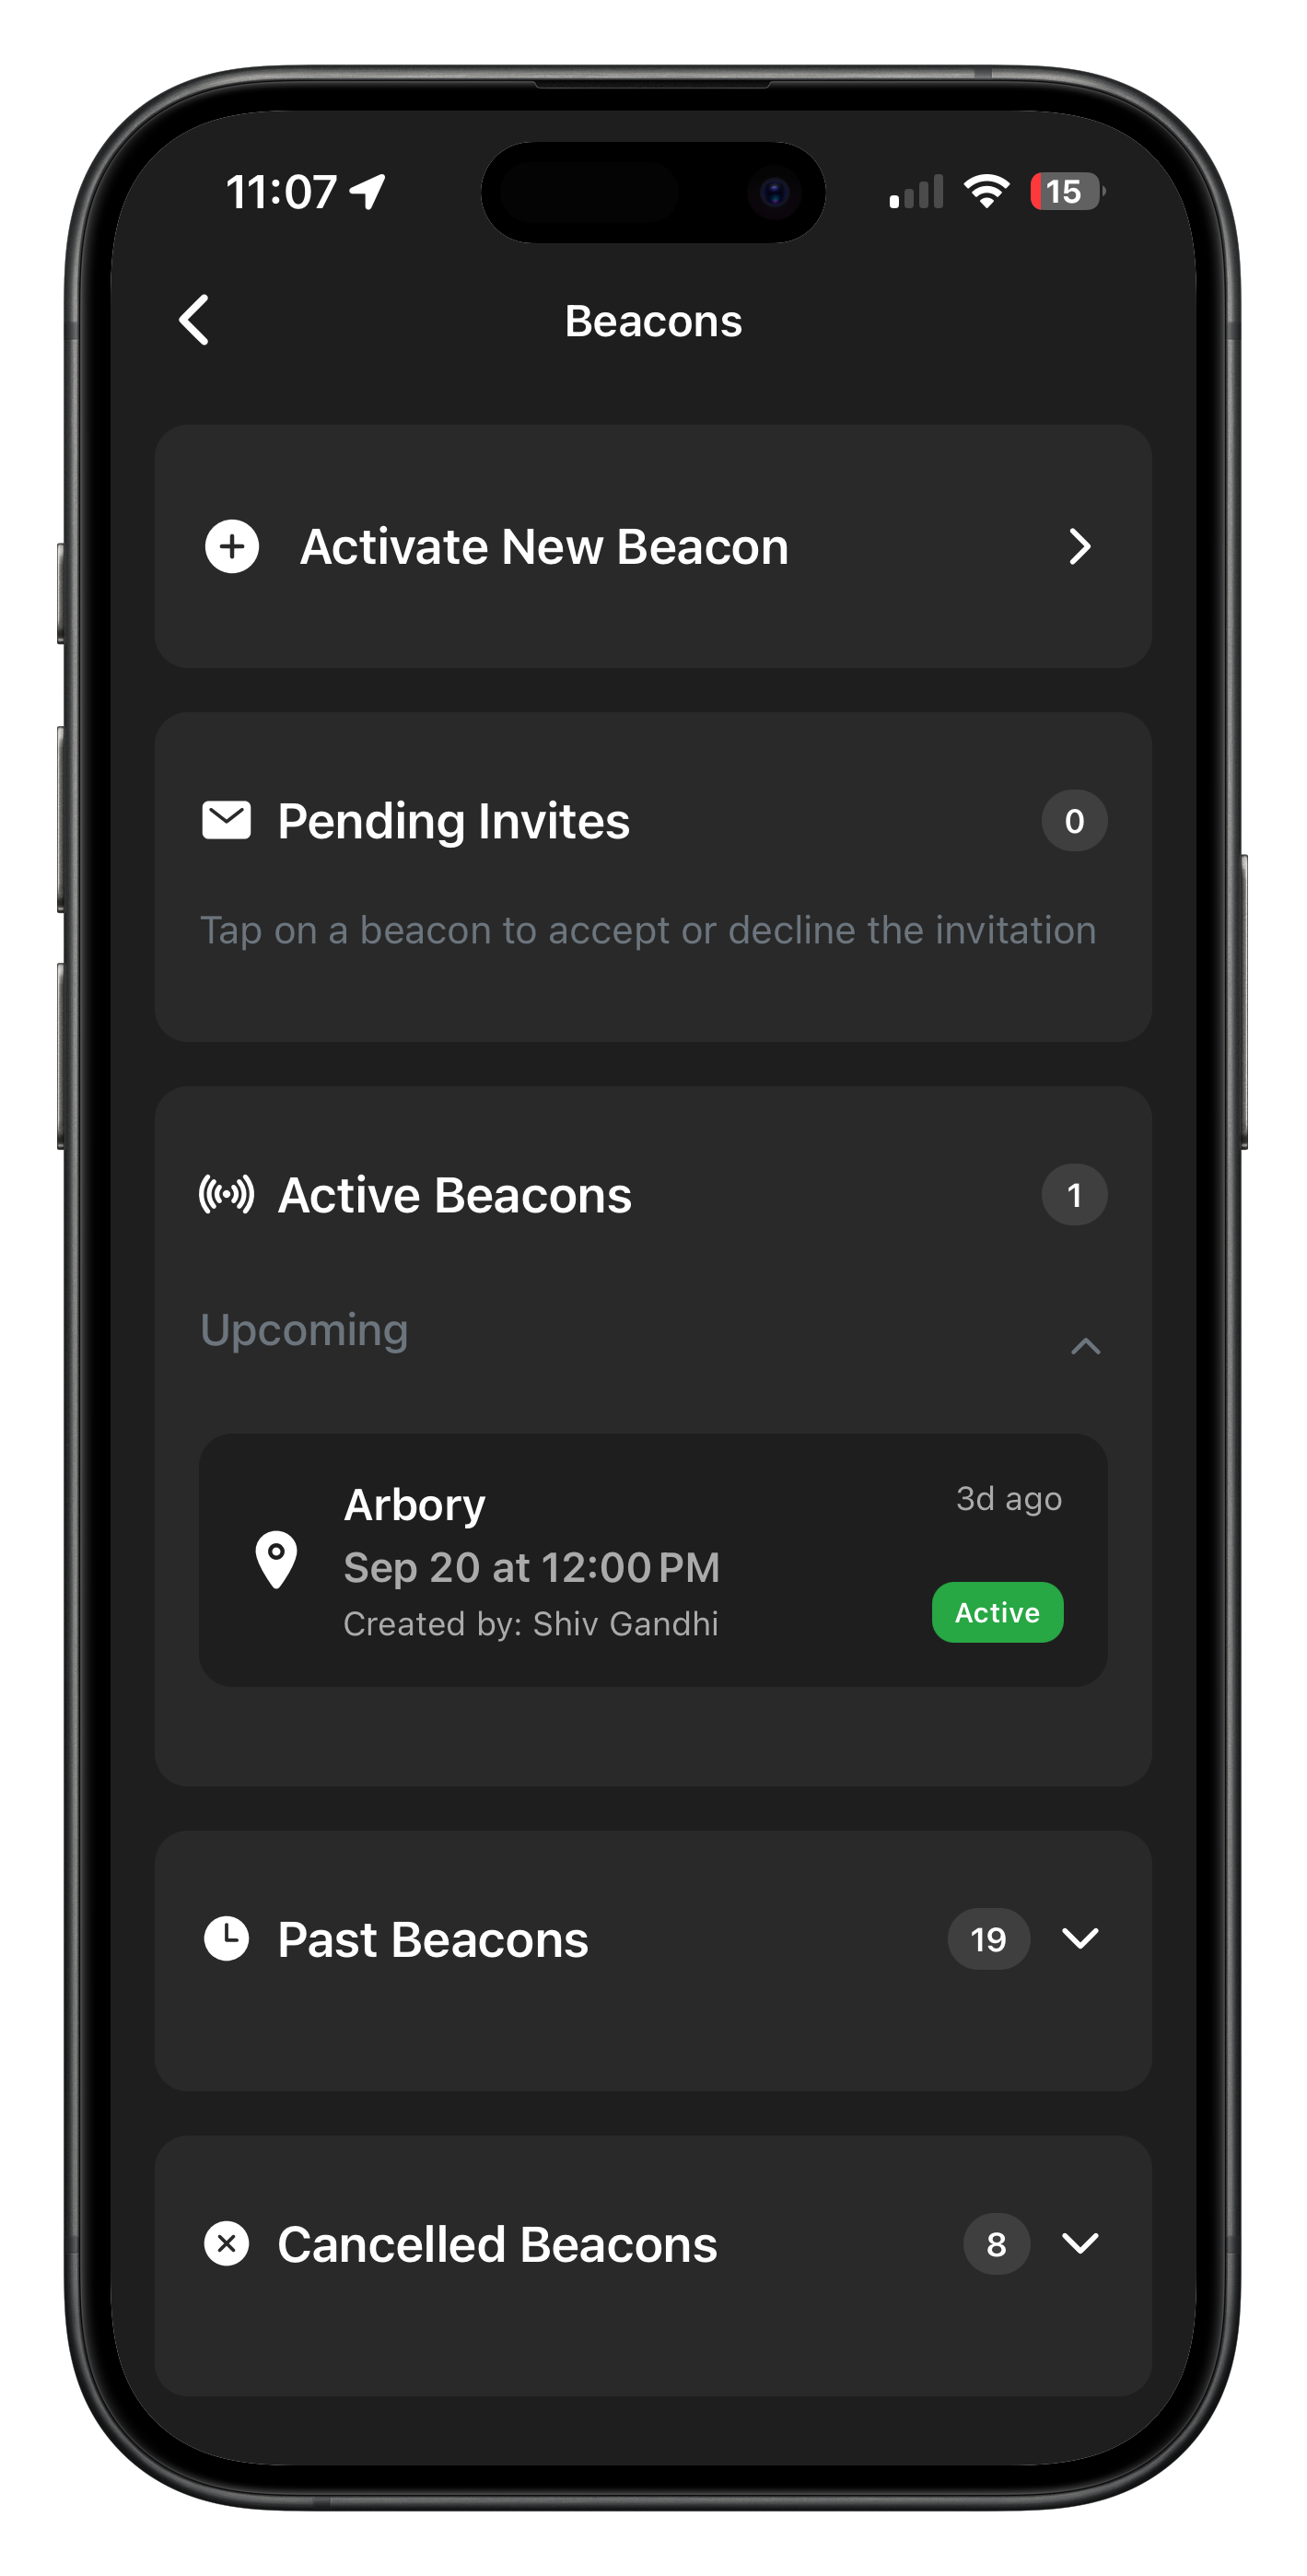 11:07
15
Beacons
Activate New Beacon
Pending Invites 0
Tap on a beacon to accept or decline the invitation
Active Beacons 1
Upcoming
Arbory 3d ago
Sep 20 at 12:00 PM
Created by: Shiv Gandhi
Active
Past Beacons 19
Cancelled Beacons 8